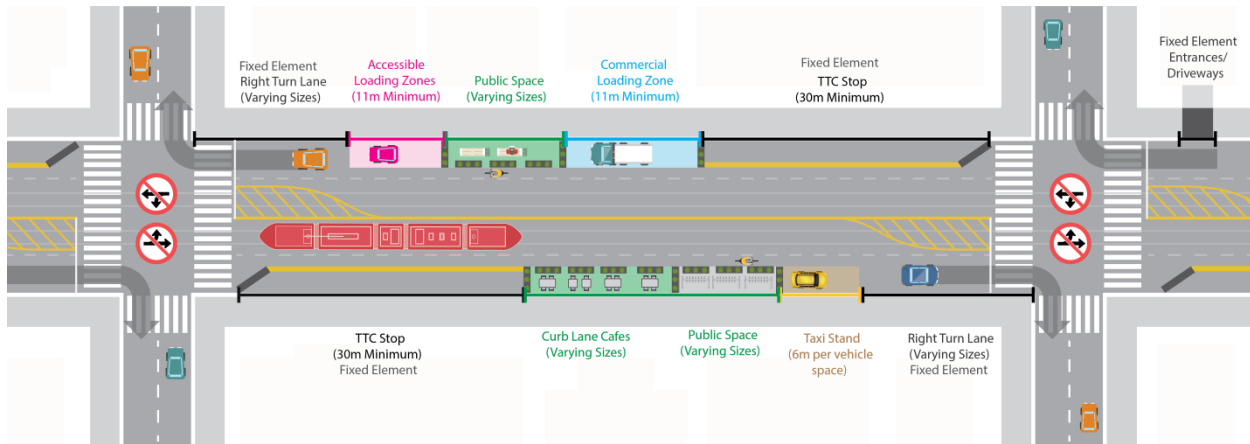 Fixed Element
Right Turn Lane
(Varying Sizes)
Accessible
Loading Zones
(11m Minimum)
Public Space
(Varying Sizes)
Commercial
Loading Zone
(11m Minimum)
Fixed Element
TTC Stop
(30m Minimum)
Fixed Element
Entrances/
Driveways
TTC Stop
(30m Minimum)
Fixed Element
Curb Lane Cafes
(Varying Sizes)
Public Space
(Varying Sizes)
Taxi Stand
(6m per vehicle
space)
Right Turn Lane
(Varying Sizes)
Fixed Element